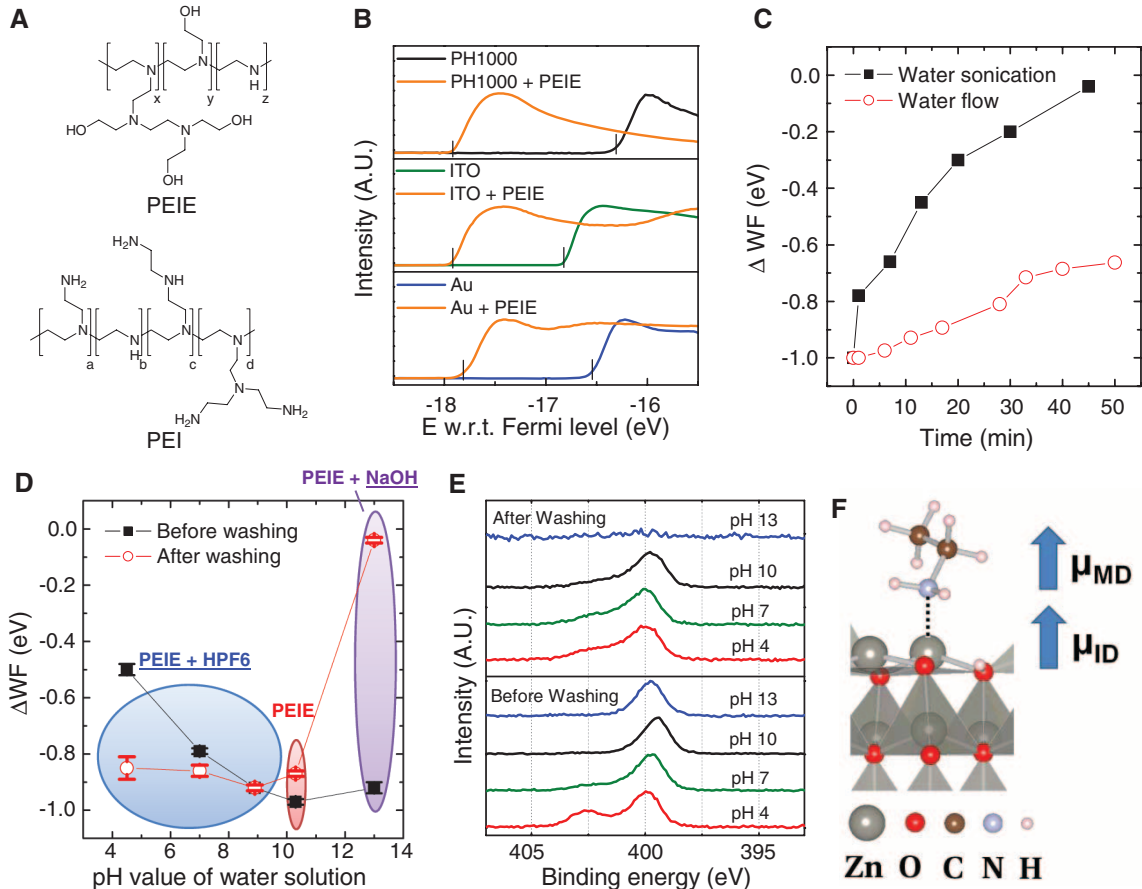 A
OH
N
N
N
H
x
y
z
HO
N
N
OH
HO
OH
PEIE
H₂N
NH₂
NH
N
N
H
N
N
a
b
c
d
N
H₂N
NH₂
PEI
B
PH1000
PH1000 + PEIE
ITO
ITO + PEIE
Au
Au + PEIE
Intensity (A.U.)
-18
-17
-16
E w.r.t. Fermi level (eV)
C
Water sonication
Water flow
0.0
-0.2
-0.4
-0.6
-0.8
-1.0
Δ WF (eV)
0
10
20
30
40
50
Time (min)
D
PEIE + NaOH
Before washing
After washing
PEIE + HPF6
PEIE
0.0
-0.2
-0.4
-0.6
-0.8
-1.0
ΔWF (eV)
4
6
8
10
12
14
pH value of water solution
E
After Washing
pH 13
pH 10
pH 7
pH 4
Before Washing
pH 13
pH 10
pH 7
pH 4
Intensity (A.U.)
405
400
395
Binding energy (eV)
F
μMD
μID
Zn O C N H